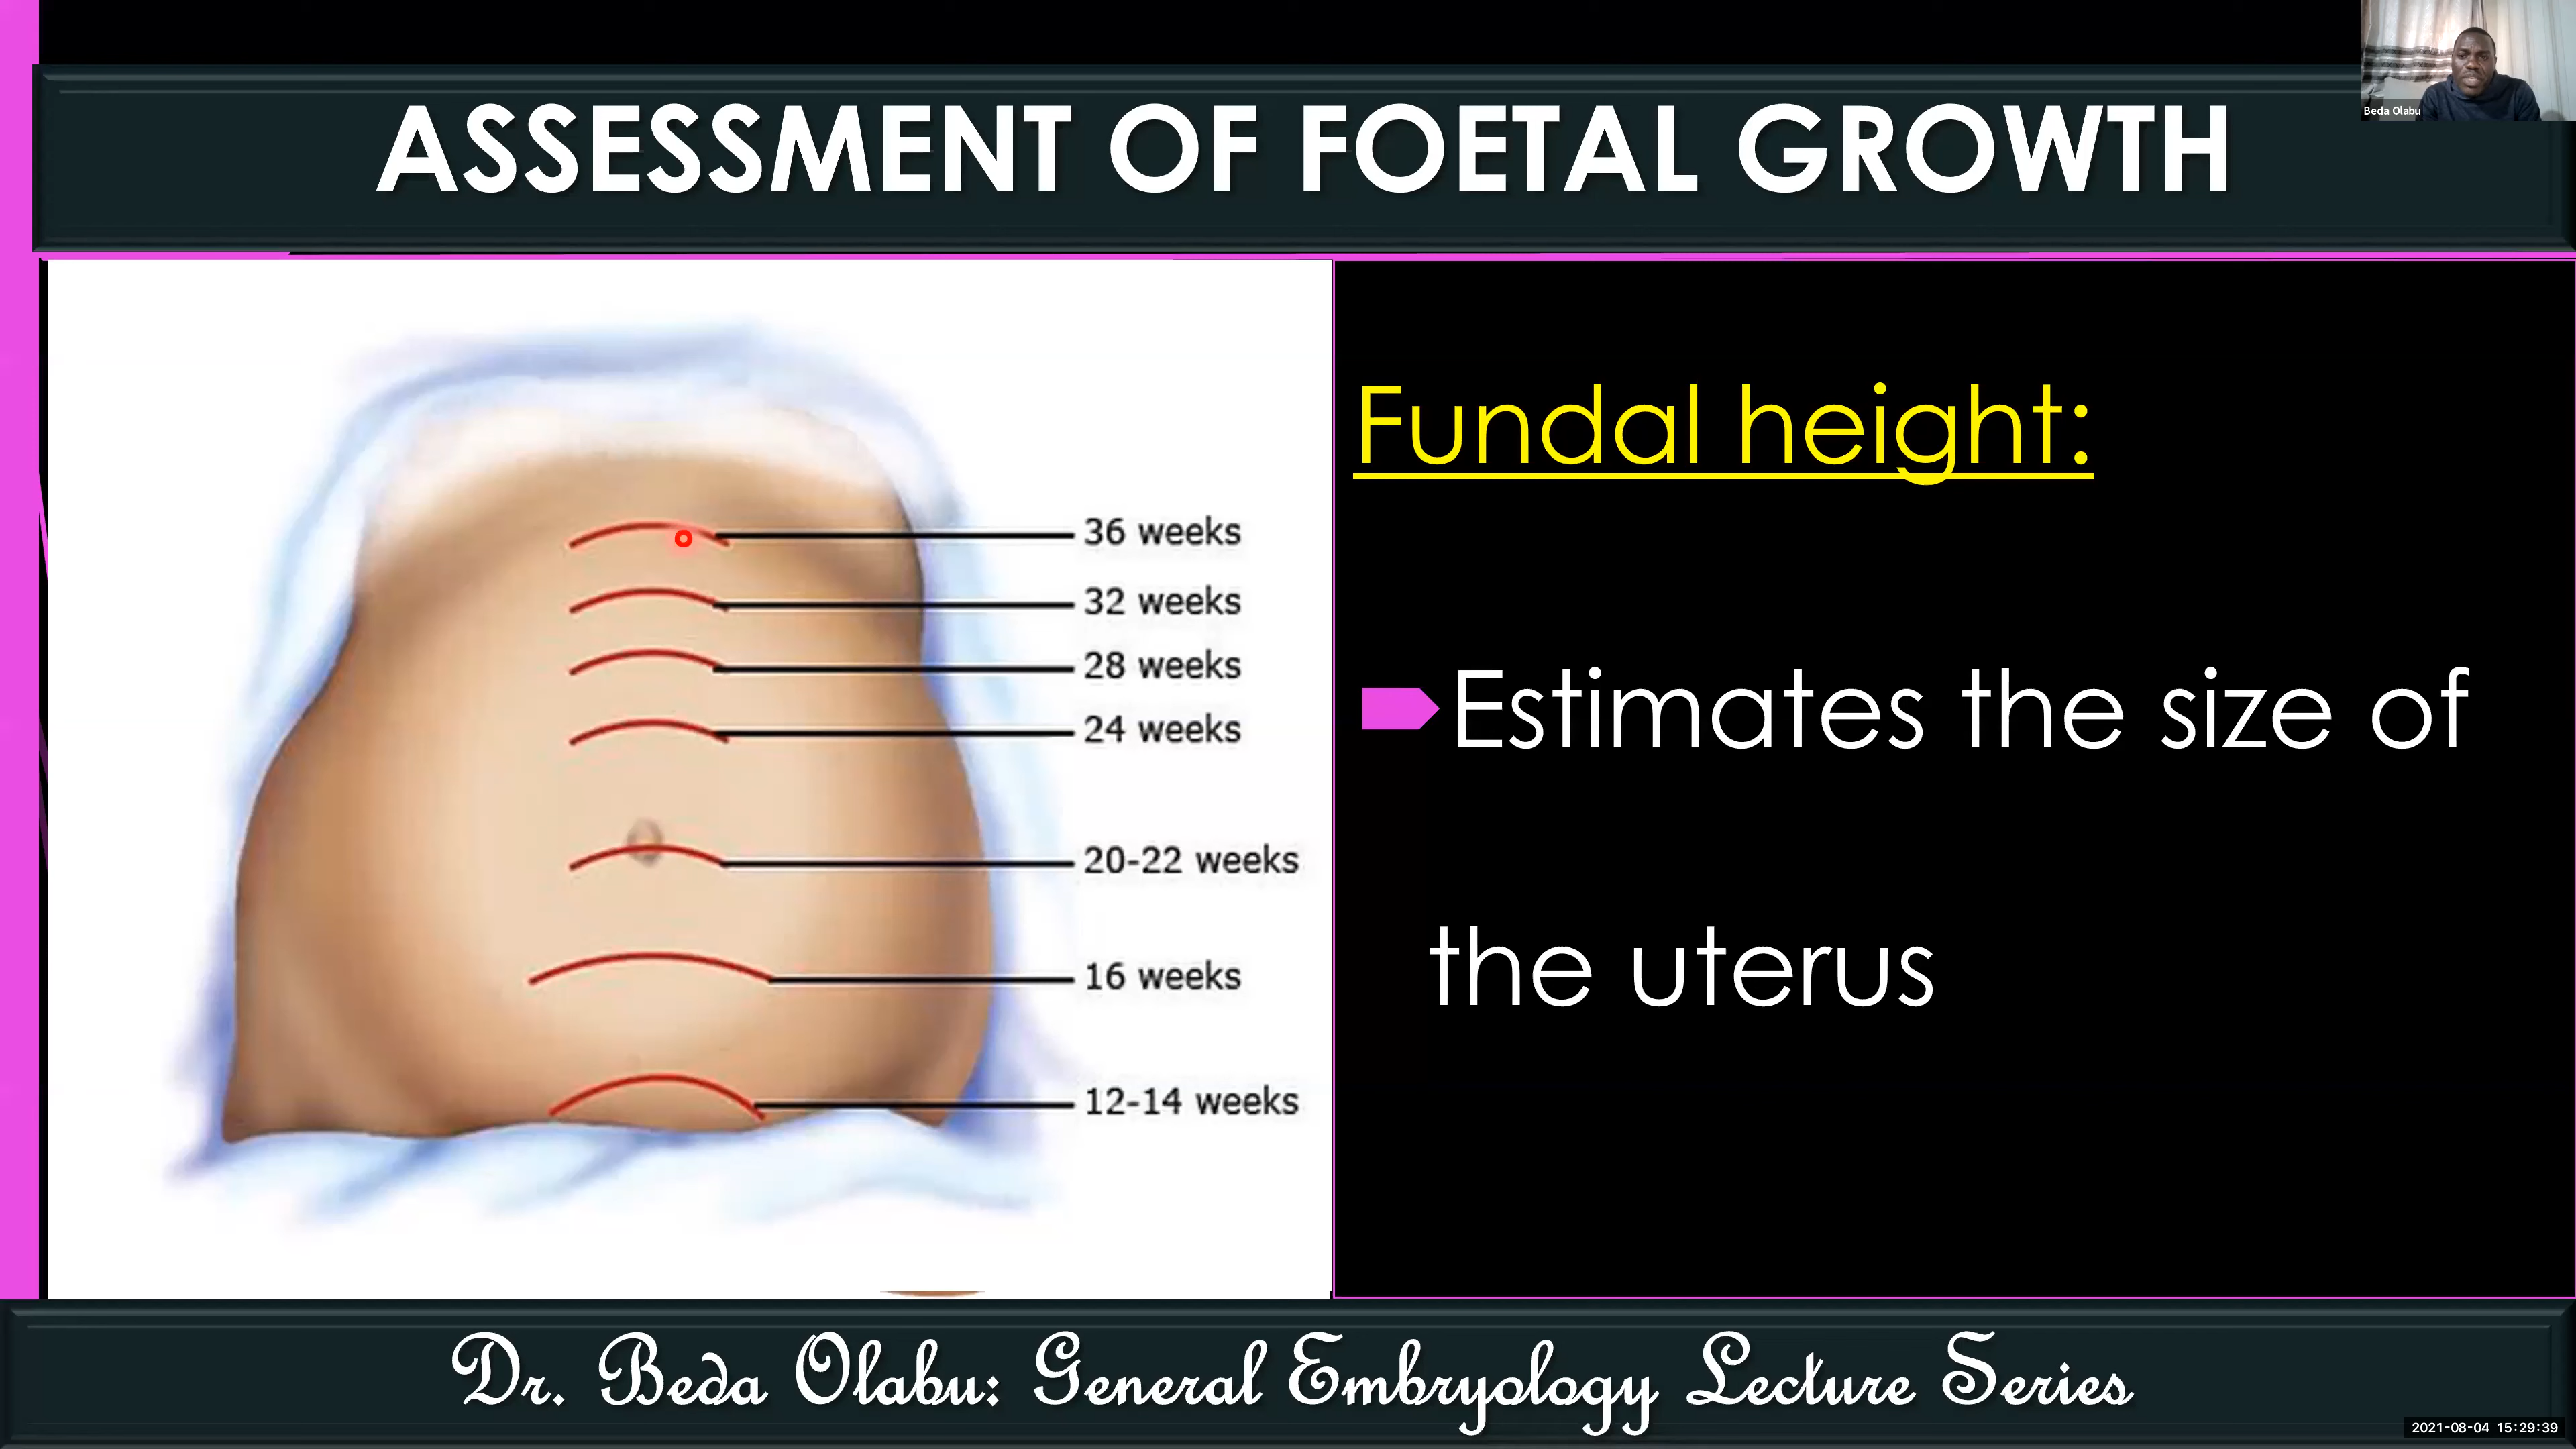 Beda Olabu
ASSESSMENT OF FOETAL GROWTH
36 weeks
32 weeks
28 weeks
24 weeks
20-22 weeks
16 weeks
12-14 weeks
Fundal height:
Estimates the size of
the uterus
Dr. Beda Olabu: General Embryology Lecture Series
2021-08-04 15:29:39